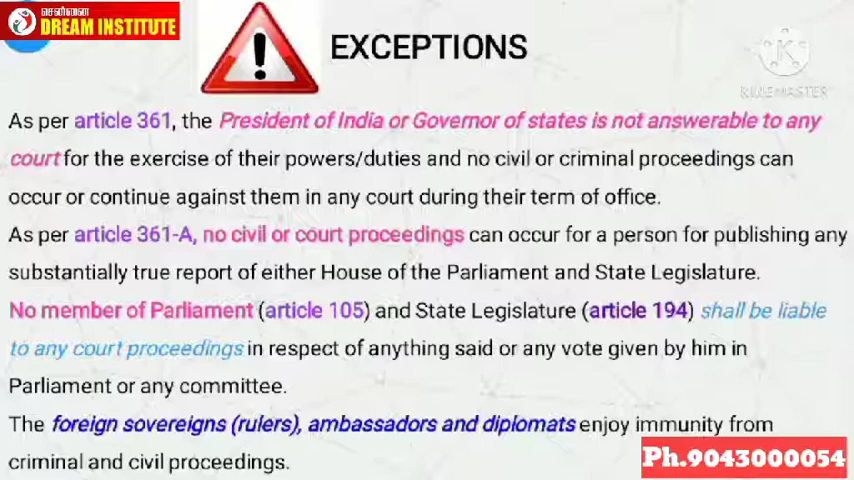 சென்னை
DREAM INSTITUTE
EXCEPTIONS
KINEMASTER
As per article 361, the President of India or Governor of states is not answerable to any
court for the exercise of their powers/duties and no civil or criminal proceedings can
occur or continue against them in any court during their term of office.
As per article 361-A, no civil or court proceedings can occur for a person for publishing any
substantially true report of either House of the Parliament and State Legislature.
No member of Parliament (article 105) and State Legislature (article 194) shall be liable
to any court proceedings in respect of anything said or any vote given by him in
Parliament or any committee.
The foreign sovereigns (rulers), ambassadors and diplomats enjoy immunity from
criminal and civil proceedings.
Ph.9043000054